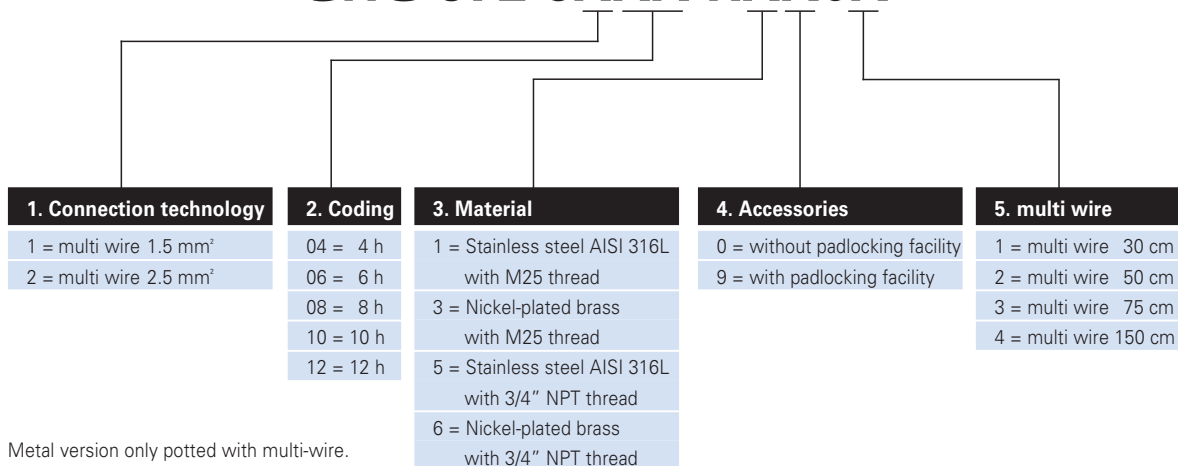 1. Connection technology
1 = multi wire 1.5 mm²
2 = multi wire 2.5 mm²
2. Coding
04 = 4 h
06 = 6 h
08 = 8 h
10 = 10 h
12 = 12 h
3. Material
1 = Stainless steel AISI 316L
with M25 thread
3 = Nickel-plated brass
with M25 thread
5 = Stainless steel AISI 316L
with 3/4" NPT thread
6 = Nickel-plated brass
with 3/4" NPT thread
4. Accessories
0 = without padlocking facility
9 = with padlocking facility
5. multi wire
1 = multi wire 30 cm
2 = multi wire 50 cm
3 = multi wire 75 cm
4 = multi wire 150 cm
Metal version only potted with multi-wire.